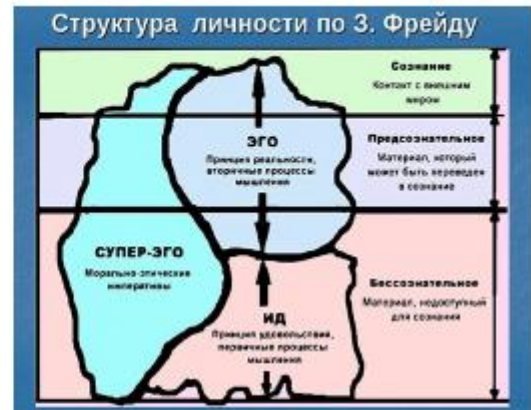 Структура личности по З. Фрейду
Сознание
Контакт с внешним
миром
ЭГО
Принцип реальности,
вторичные процессы
мышления
Предсознательное
Материал, который
может быть переведен
в сознание
СУПЕР-ЭГО
Морально-этические
императивы
Бессознательное
Материал, недоступный
для сознания
ИД
Принцип удовольствия,
первичные процессы
мышления